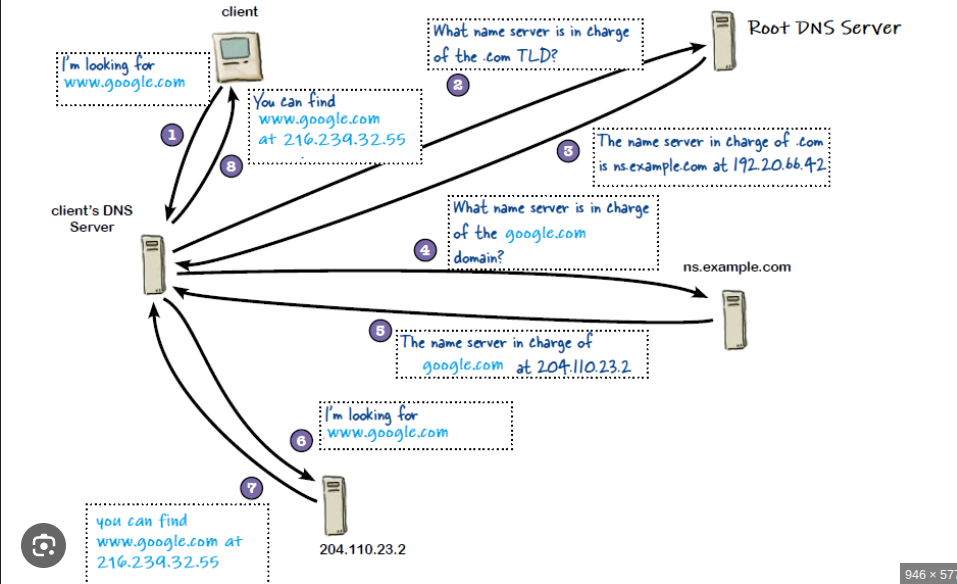 client
I'm looking for
www.google.com
1
You can find
www.google.com
at 216.239.32.55
8
What name server is in charge
of the .com TLD?
2
Root DNS Server
The name server in charge of .com
is ns.example.com at 192.20.66.42
3
client's DNS
Server
What name server is in charge
of the google.com
domain?
4
ns.example.com
5
The name server in charge of
google.com at 204.110.23.2
I'm looking for
www.google.com
6
7
you can find
www.google.com at
216.239.32.55
204.110.23.2